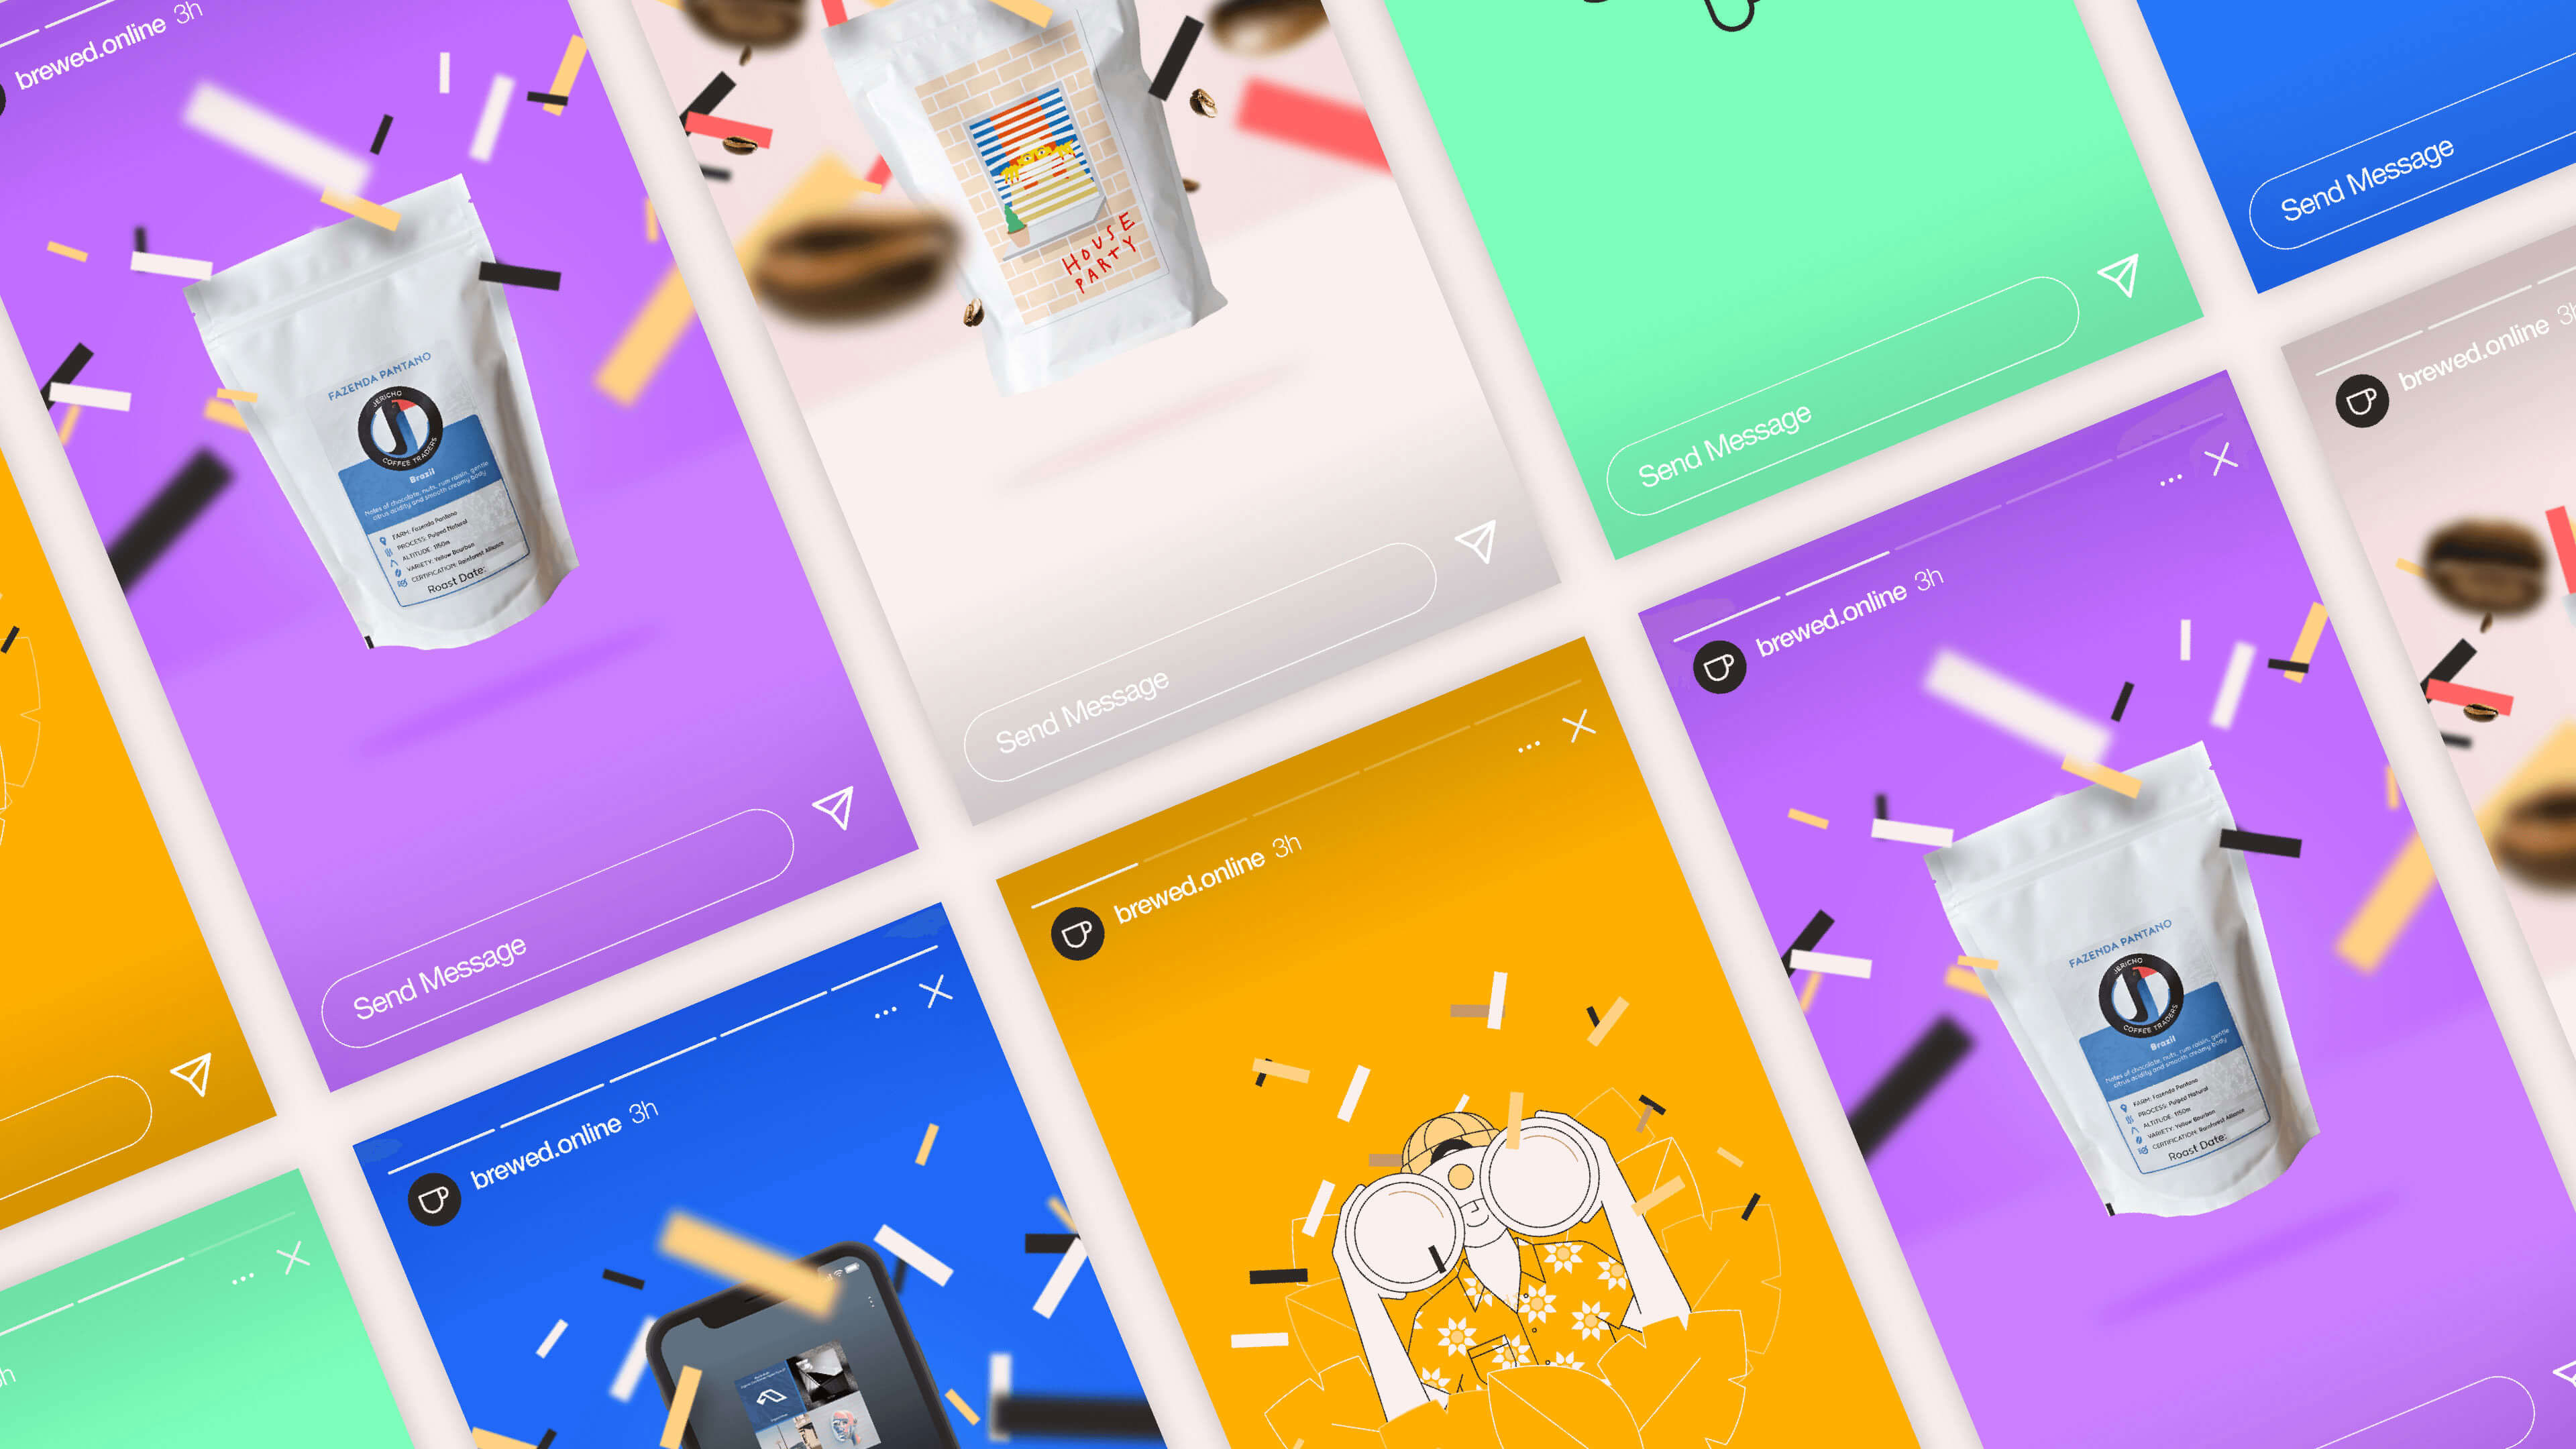 brewed.online 3h
FAZENDA PANTANO
JERICHO
COFFEE TRADERS
Brazil
Notes of chocolate, nuts, rum raisin, gentle
citrus acidity and smooth creamy body
FARM: Fazenda Pantano
PROCESS: Pulped Natural
ALTITUDE: 1150m
VARIETY: Yellow Bourbon
CERTIFICATION: Rainforest Alliance
Roast Date:
Send Message
HOUSE
PARTY
Send Message
Send Message
Send Message
brewed.online 3h
brewed.online 3h
brewed.online 3h
FAZENDA PANTANO
JERICHO
COFFEE TRADERS
Brazil
Notes of chocolate, nuts, rum raisin, gentle
citrus acidity and smooth creamy body
FARM: Fazenda Pantano
PROCESS: Pulped Natural
ALTITUDE: 1150m
VARIETY: Yellow Bourbon
CERTIFICATION: Rainforest Alliance
Roast Date:
brewed.online 3h